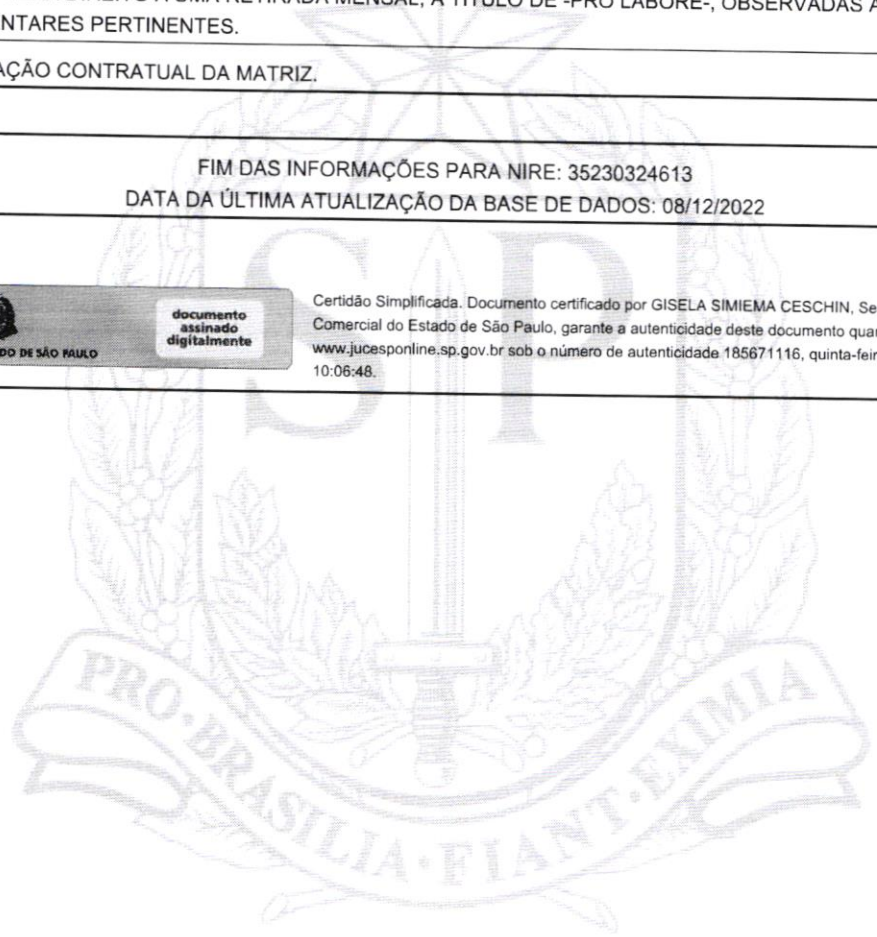 DIREITO A UMA RETIRADA MENSAL, A TITULO DE -PRO LABORE-, OBSERVADAS A
NTARES PERTINENTES.
AÇÃO CONTRATUAL DA MATRIZ.
FIM DAS INFORMAÇÕES PARA NIRE: 35230324613
DATA DA ÚLTIMA ATUALIZAÇÃO DA BASE DE DADOS: 08/12/2022
DO DE SÃO PAULO
documento
assinado
digitalmente
Certidão Simplificada. Documento certificado por GISELA SIMIEMA CESCHIN, Se
Comercial do Estado de São Paulo, garante a autenticidade deste documento quan
www.jucesponline.sp.gov.br sob o número de autenticidade 185671116, quinta-feir
10:06:48.
SP
PRO·BRASILIA·FIANT·EXIMIA